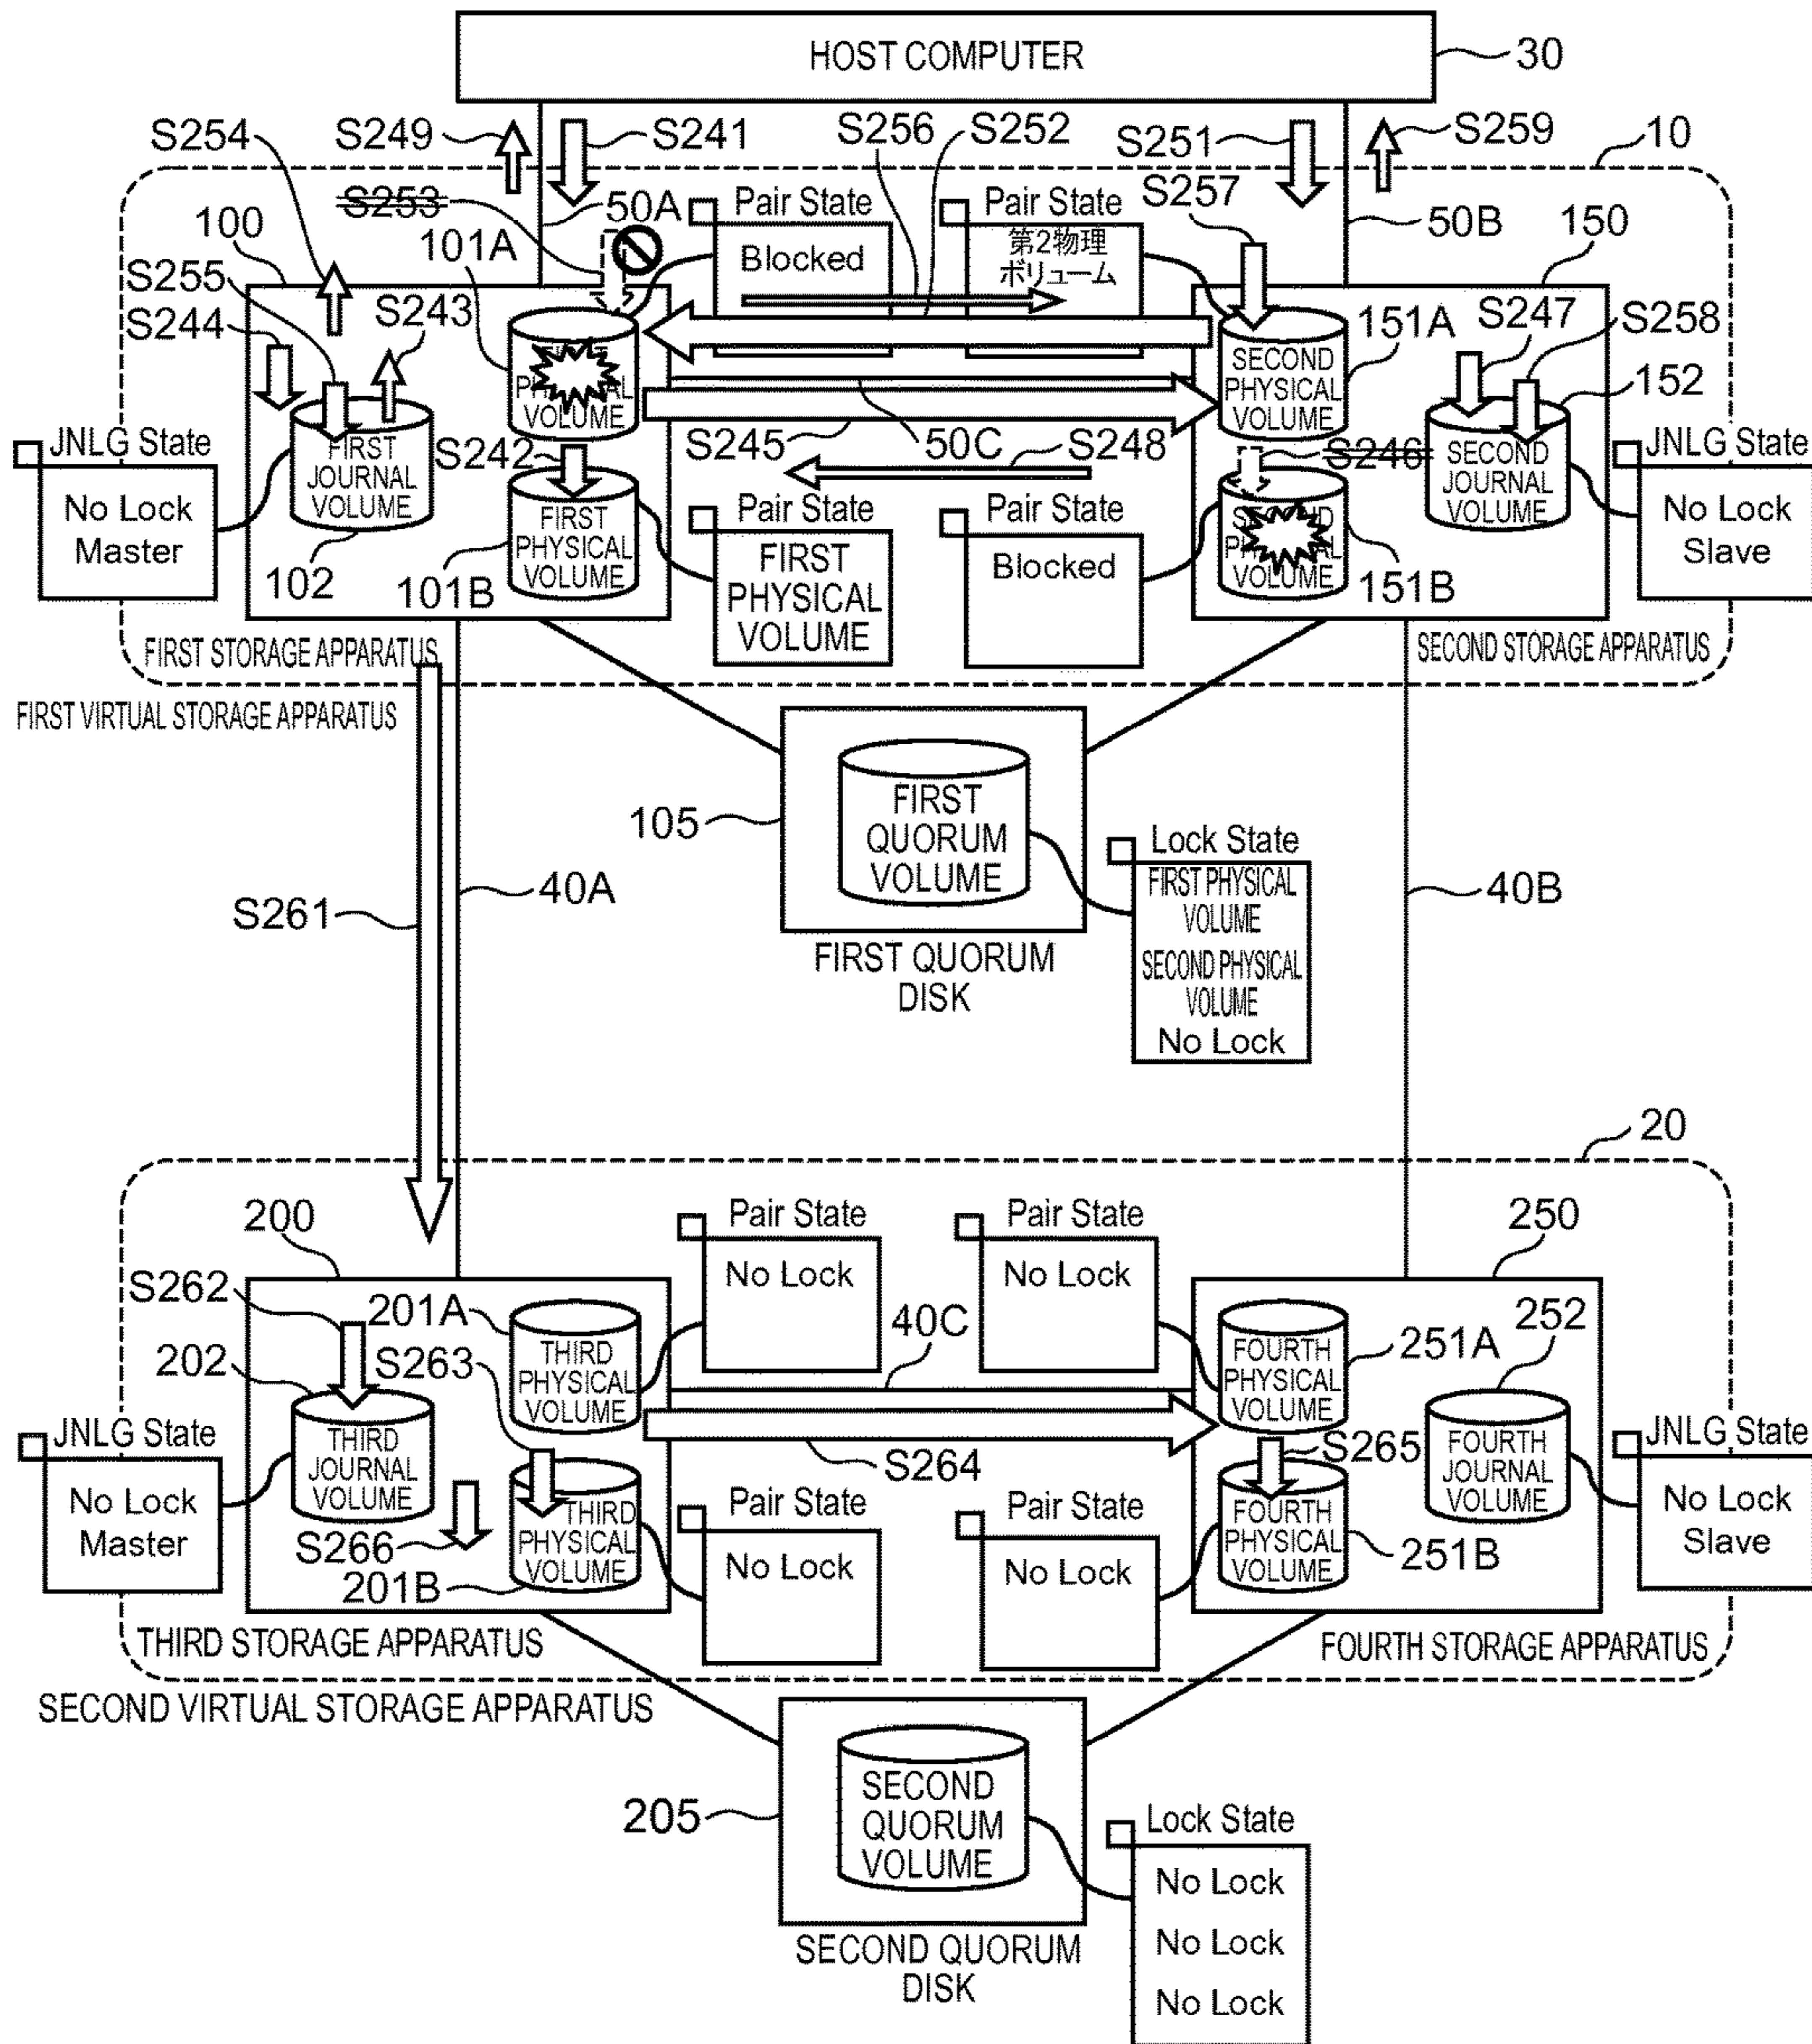 HOST COMPUTER
30
S254
S249
S241
S256
S252
S251
S259
10
S253
50A
Pair State
Pair State
S257
50B
150
100
101A
Blocked
第2物理
ボリューム
S255
S244
S243
151A
S247
S258
PHYSICAL
VOLUME
SECOND
PHYSICAL
VOLUME
152
JNLG State
No Lock
Master
FIRST
JOURNAL
VOLUME
102
S242
S245
50C
S248
S246
SECOND
JOURNAL
VOLUME
JNLG State
No Lock
Slave
FIRST
PHYSICAL
VOLUME
101B
Pair State
FIRST
PHYSICAL
VOLUME
Pair State
Blocked
SECOND
PHYSICAL
VOLUME
151B
FIRST STORAGE APPARATUS
SECOND STORAGE APPARATUS
FIRST VIRTUAL STORAGE APPARATUS
105
FIRST
QUORUM
VOLUME
Lock State
FIRST PHYSICAL
VOLUME
SECOND PHYSICAL
VOLUME
No Lock
FIRST QUORUM
DISK
S261
40A
40B
20
200
Pair State
No Lock
Pair State
No Lock
250
S262
201A
40C
251A
252
202
S263
THIRD
PHYSICAL
VOLUME
FOURTH
PHYSICAL
VOLUME
JNLG State
No Lock
Master
THIRD
JOURNAL
VOLUME
S264
S265
FOURTH
JOURNAL
VOLUME
JNLG State
No Lock
Slave
S266
THIRD
PHYSICAL
VOLUME
201B
Pair State
No Lock
Pair State
No Lock
FOURTH
PHYSICAL
VOLUME
251B
THIRD STORAGE APPARATUS
FOURTH STORAGE APPARATUS
SECOND VIRTUAL STORAGE APPARATUS
205
SECOND
QUORUM
VOLUME
Lock State
No Lock
No Lock
No Lock
SECOND QUORUM
DISK